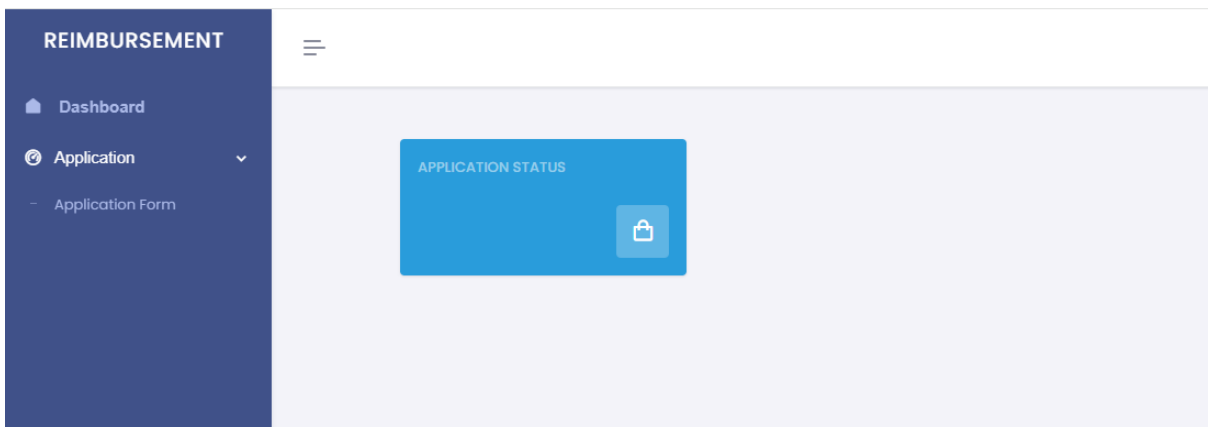 REIMBURSEMENT
Dashboard
Application
Application Form
APPLICATION STATUS